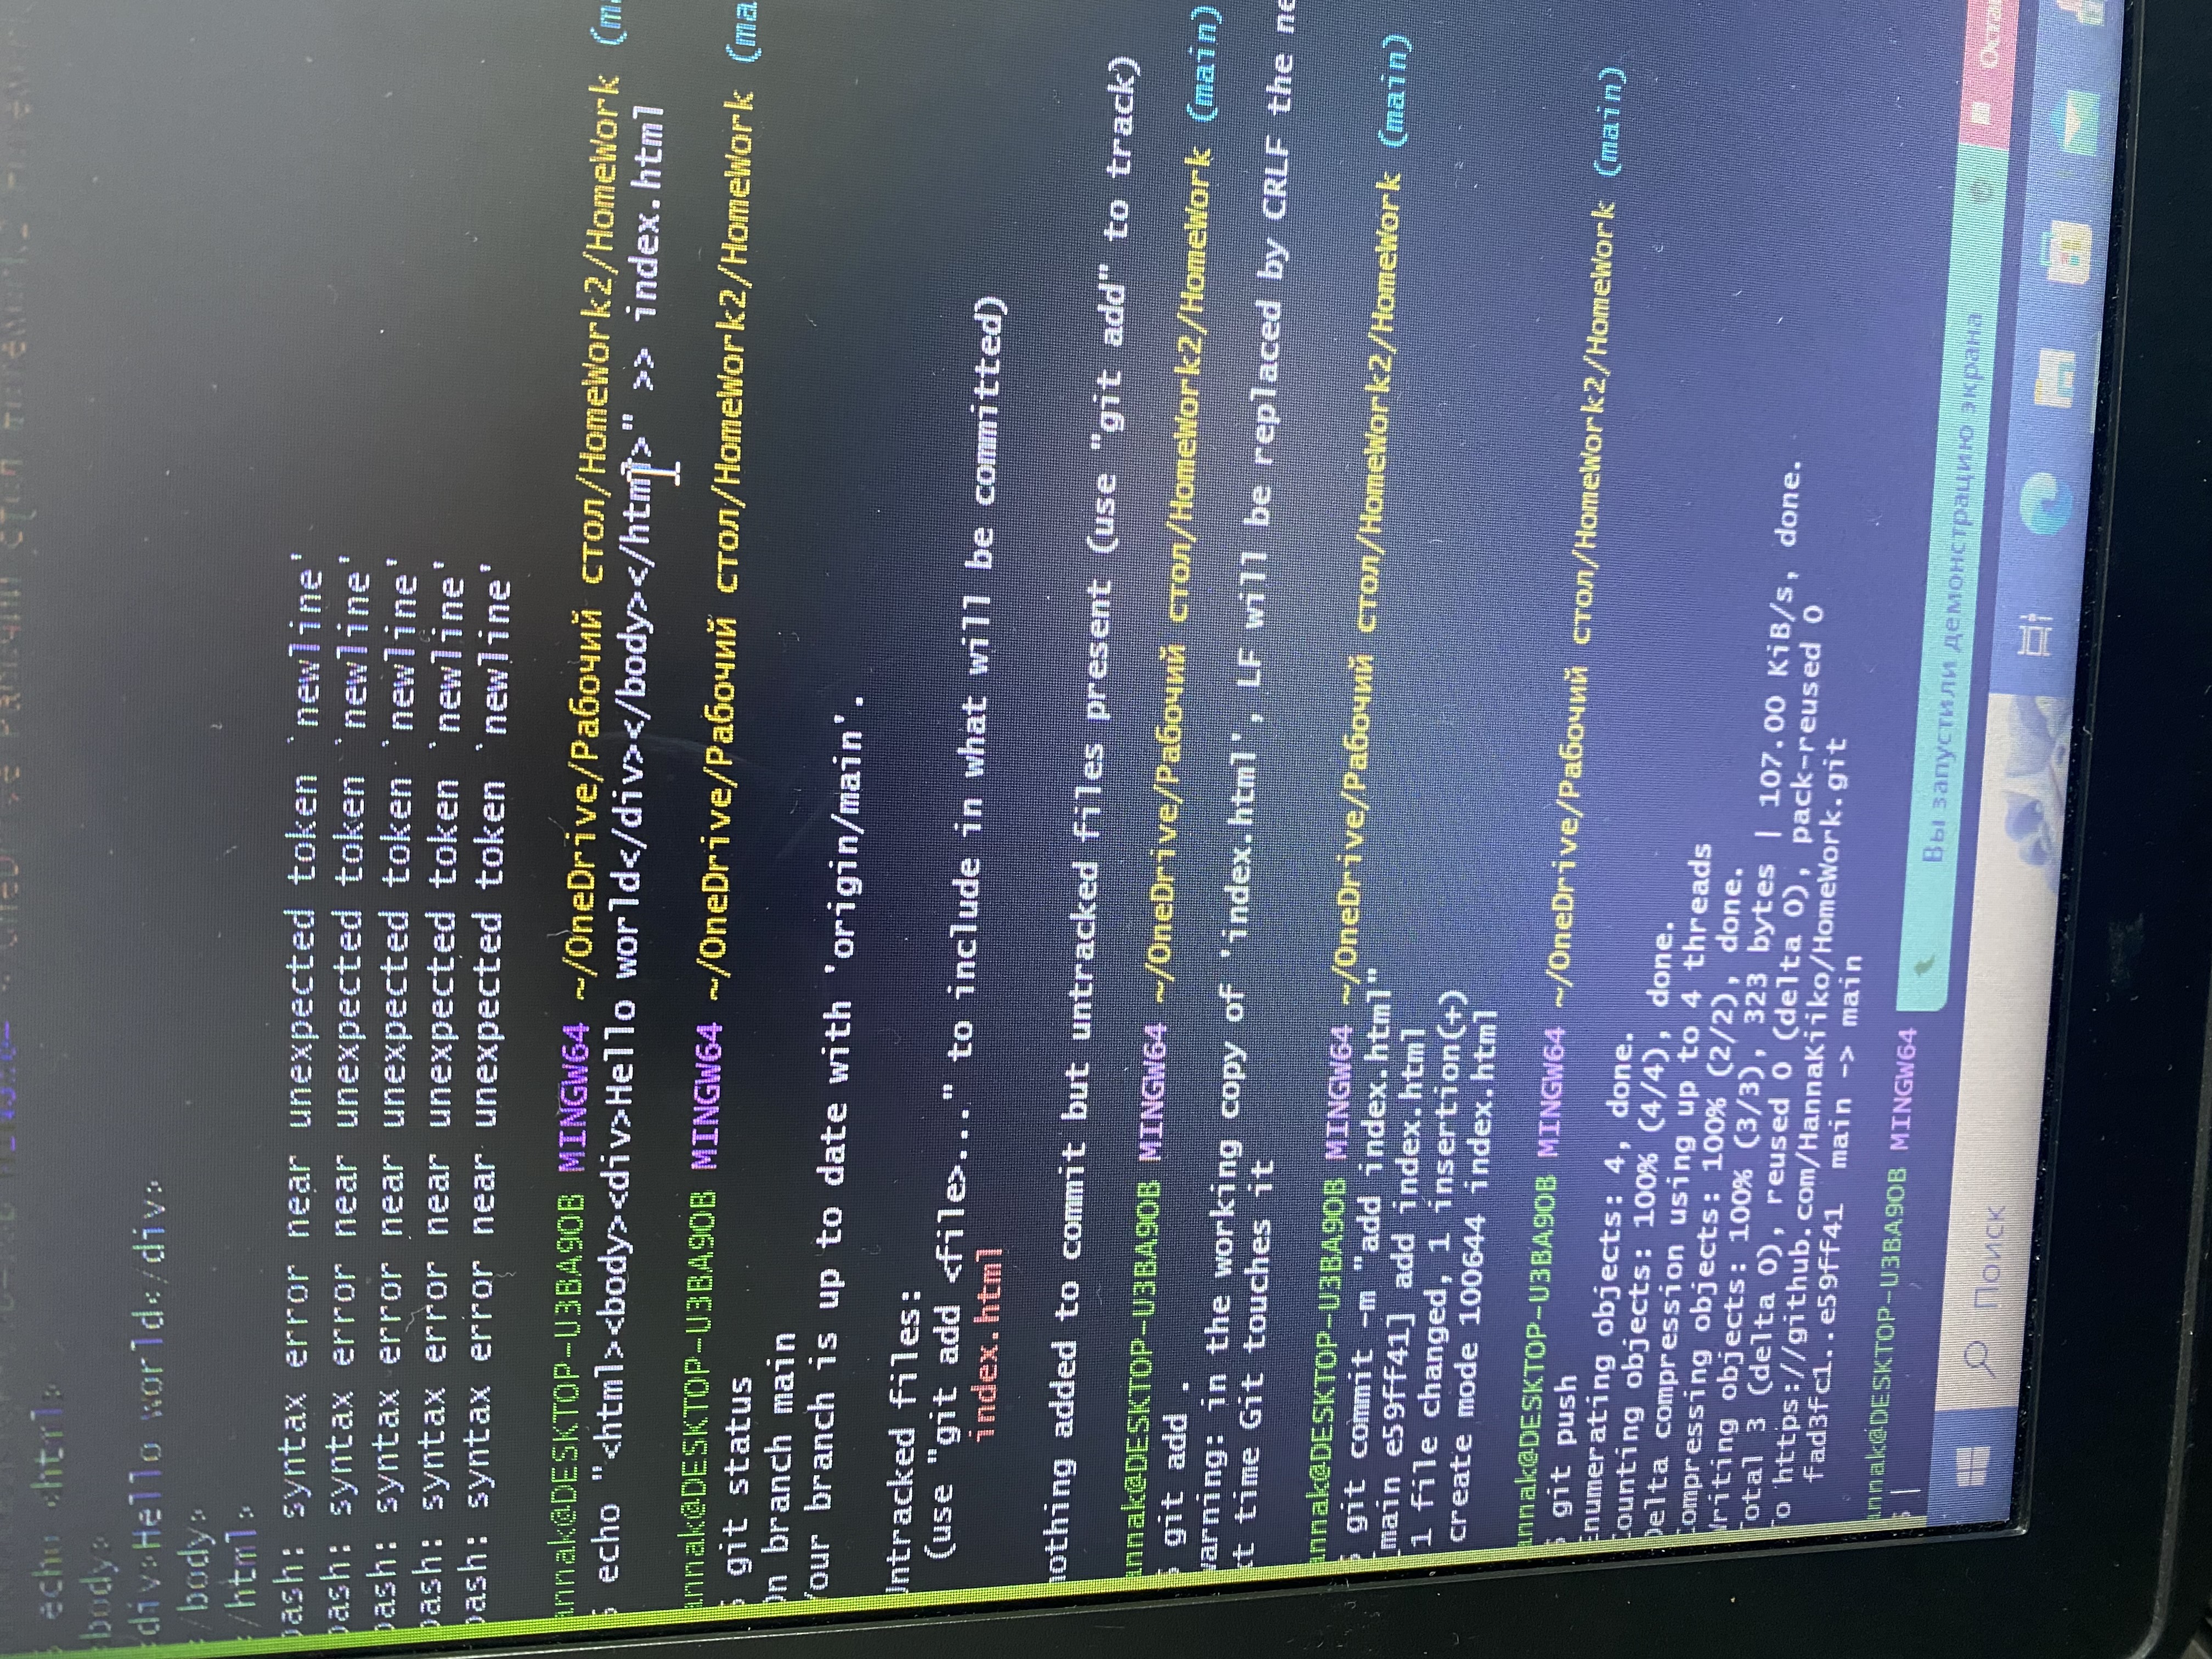 echo <html>
body>
div>Hello world</div>
/body>
/html>
bash: syntax error near unexpected token `newline'
bash: syntax error near unexpected token `newline'
bash: syntax error near unexpected token `newline'
bash: syntax error near unexpected token `newline'
bash: syntax error near unexpected token `newline'
annak@DESKTOP-U3BA9OB MINGW64 ~/OneDrive/Рабочий стол/HomeWork2/HomeWork (ma
$ echo "<html><body><div>Hello world</div></body></html>" >> index.html
annak@DESKTOP-U3BA9OB MINGW64 ~/OneDrive/Рабочий стол/HomeWork2/HomeWork (ma
$ git status
On branch main
Your branch is up to date with 'origin/main'.
Untracked files:
(use "git add <file>..." to include in what will be committed)
index.html
nothing added to commit but untracked files present (use "git add" to track)
annak@DESKTOP-U3BA9OB MINGW64 ~/OneDrive/Рабочий стол/HomeWork2/HomeWork (main)
$ git add .
warning: in the working copy of 'index.html', LF will be replaced by CRLF the ne
xt time Git touches it
annak@DESKTOP-U3BA9OB MINGW64 ~/OneDrive/Рабочий стол/HomeWork2/HomeWork (main)
$ git commit -m "add index.html"
[main e59ff41] add index.html
1 file changed, 1 insertion(+)
create mode 100644 index.html
annak@DESKTOP-U3BA9OB MINGW64 ~/OneDrive/Рабочий стол/HomeWork2/HomeWork (main)
$ git push
Enumerating objects: 4, done.
Counting objects: 100% (4/4), done.
Delta compression using up to 4 threads
Compressing objects: 100% (2/2), done.
Writing objects: 100% (3/3), 323 bytes | 107.00 KiB/s, done.
Total 3 (delta 0), reused 0 (delta 0), pack-reused 0
To https://github.com/HannaKiiko/HomeWork.git
fad3fc1..e59ff41 main -> main
annak@DESKTOP-U3BA9OB MINGW64
$
Вы запустили демонстрацию экрана
Оста
Поиск